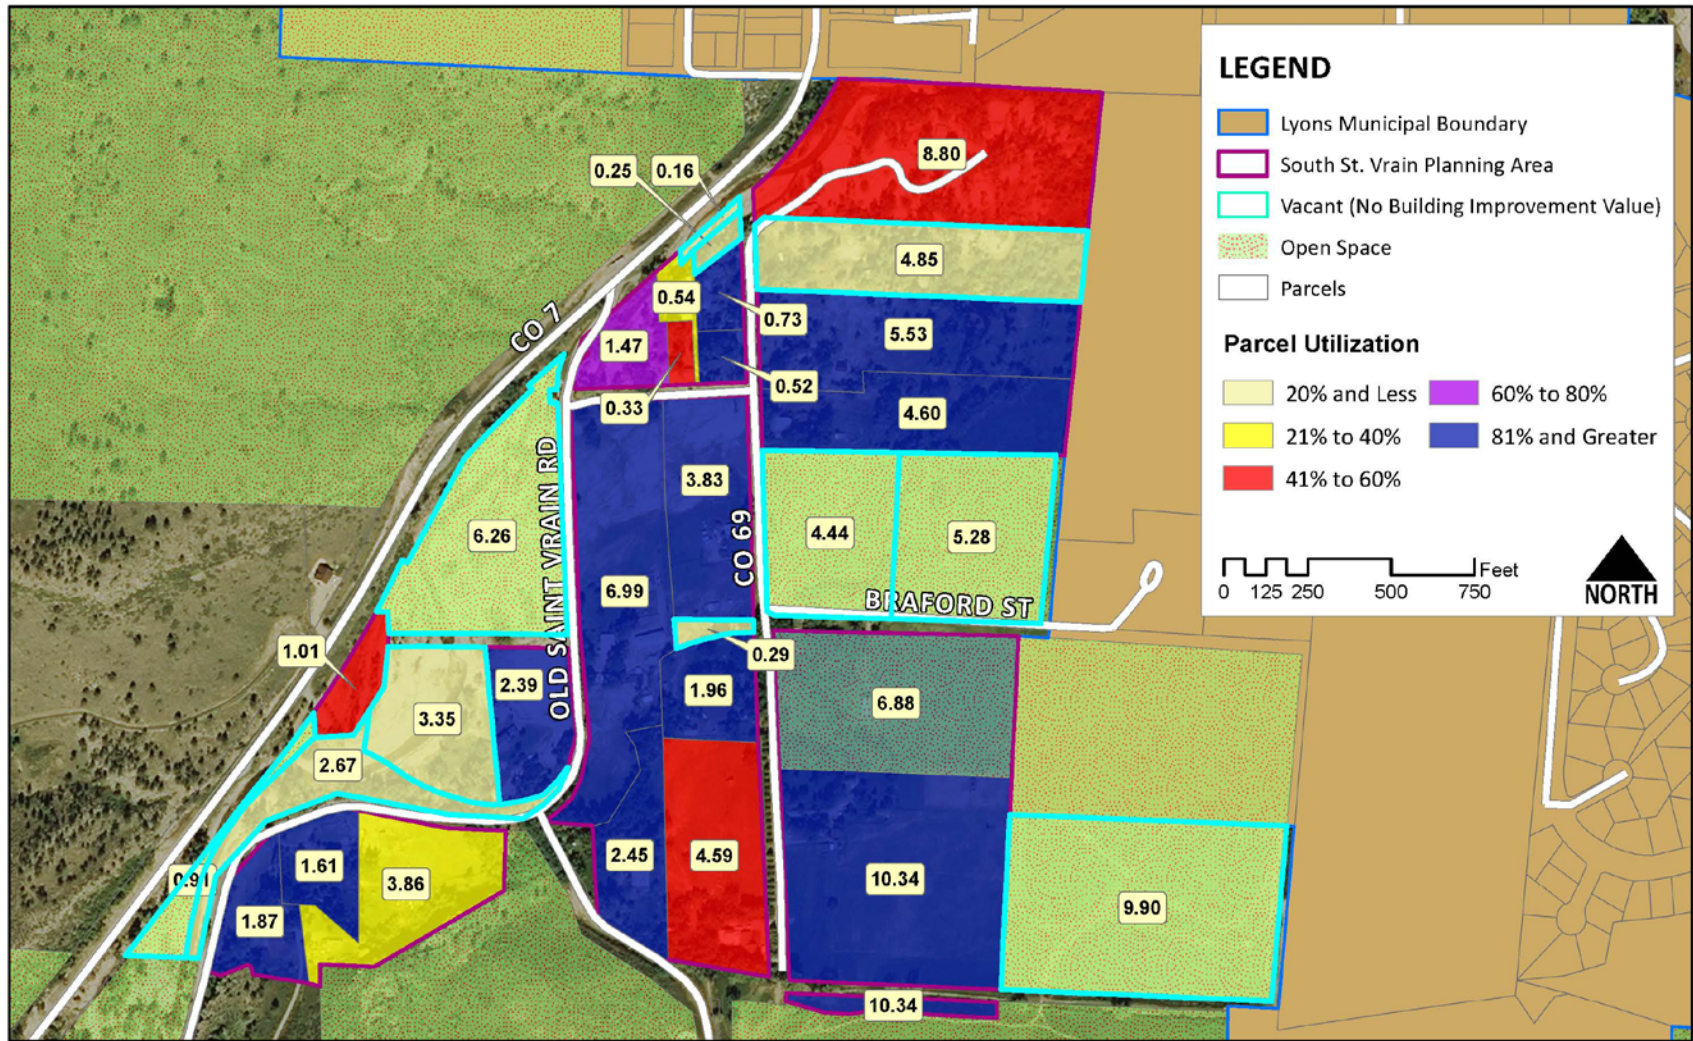 LEGEND
Lyons Municipal Boundary
South St. Vrain Planning Area
Vacant (No Building Improvement Value)
Open Space
Parcels
Parcel Utilization
20% and Less
60% to 80%
21% to 40%
81% and Greater
41% to 60%
Feet
0 125 250 500 750
NORTH
8.80
0.25
0.16
4.85
0.54
0.73
5.53
CO 7
1.47
0.52
0.33
4.60
3.83
6.26
OLD SAINT VRAIN RD
CO 69
4.44
5.28
6.99
BRAFORD ST
1.01
0.29
2.39
1.96
3.35
6.88
2.67
2.45
4.59
1.61
3.86
0.91
10.34
9.90
1.87
10.34